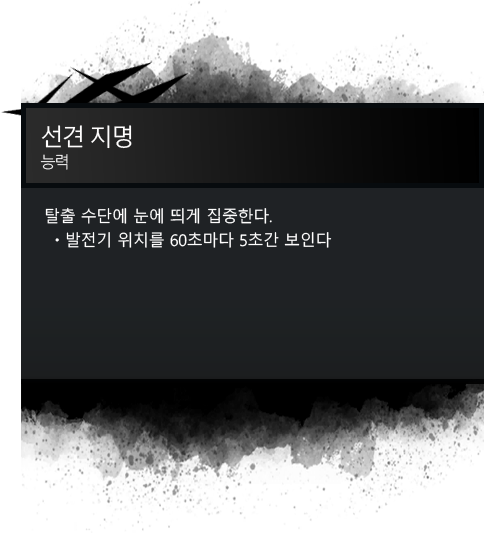 선견 지명
능력
탈출 수단에 눈에 띄게 집중한다.
• 발전기 위치를 60초마다 5초간 보인다